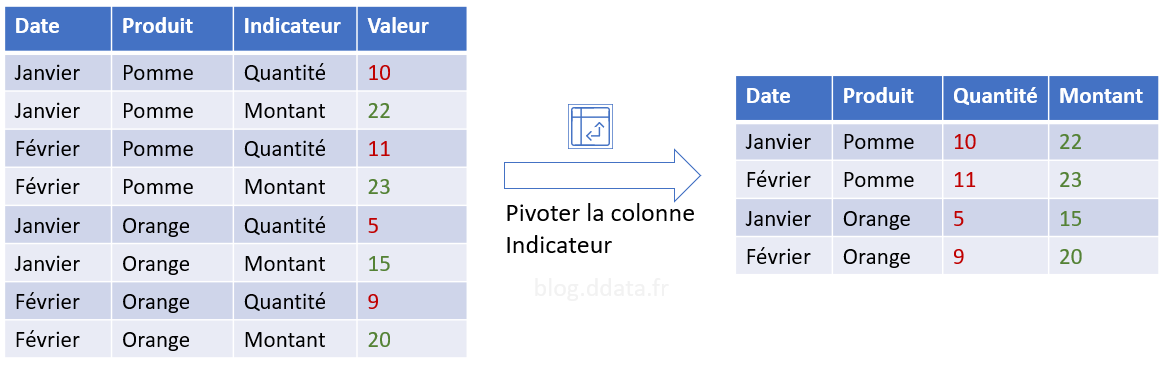 Date Produit Indicateur Valeur
Janvier Pomme Quantité 10
Janvier Pomme Montant 22
Février Pomme Quantité 11
Février Pomme Montant 23
Janvier Orange Quantité 5
Janvier Orange Montant 15
Février Orange Quantité 9
Février Orange Montant 20
Pivoter la colonne
Indicateur
blog.ddata.fr
Date Produit Quantité Montant
Janvier Pomme 10 22
Février Pomme 11 23
Janvier Orange 5 15
Février Orange 9 20